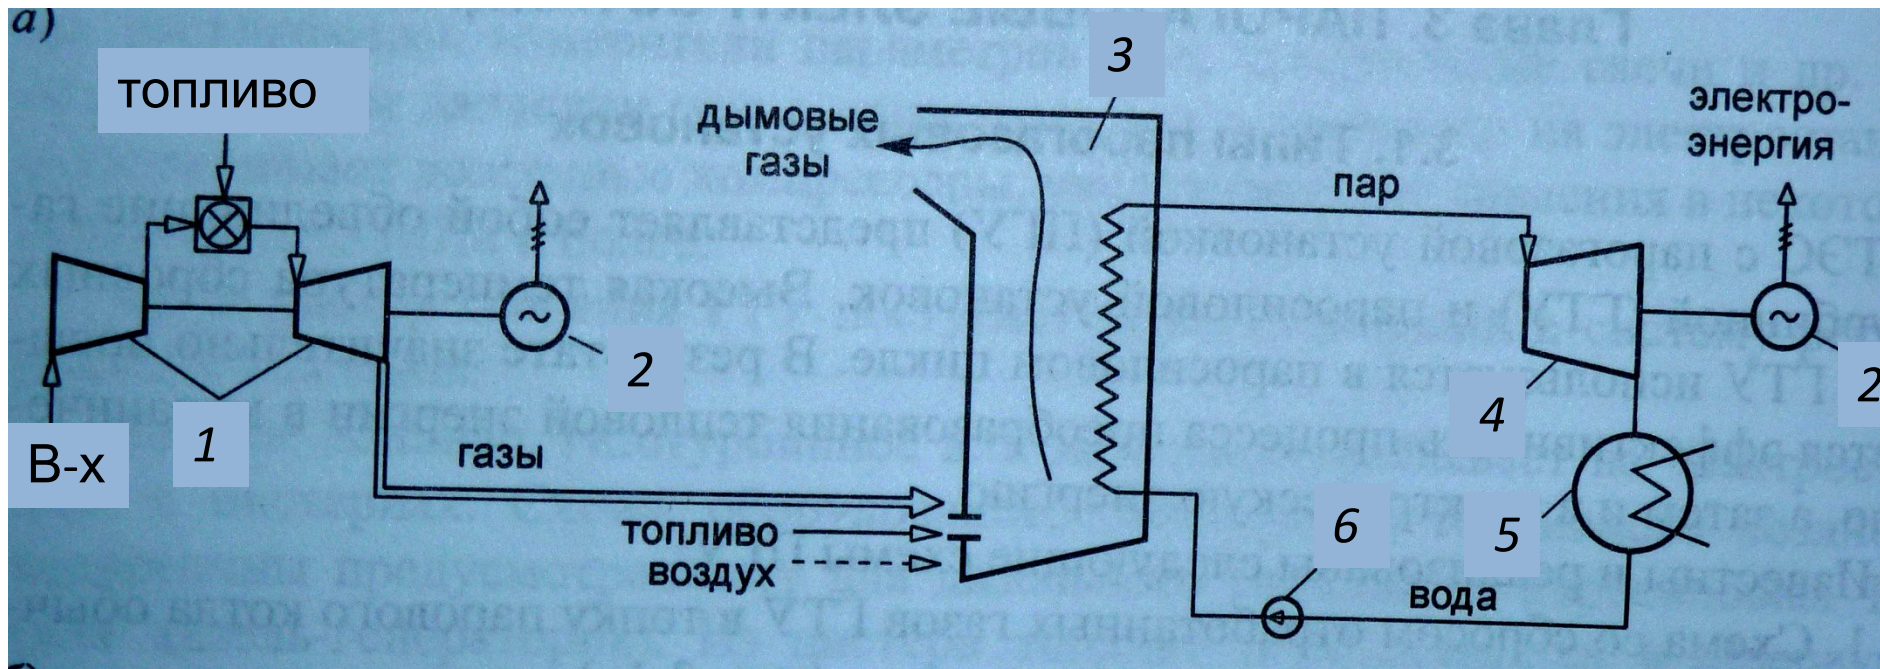 а)
топливо
3
дымовые
газы
электро-
энергия
пар
2
2
4
1
В-х
газы
топливо
воздух
6
5
вода